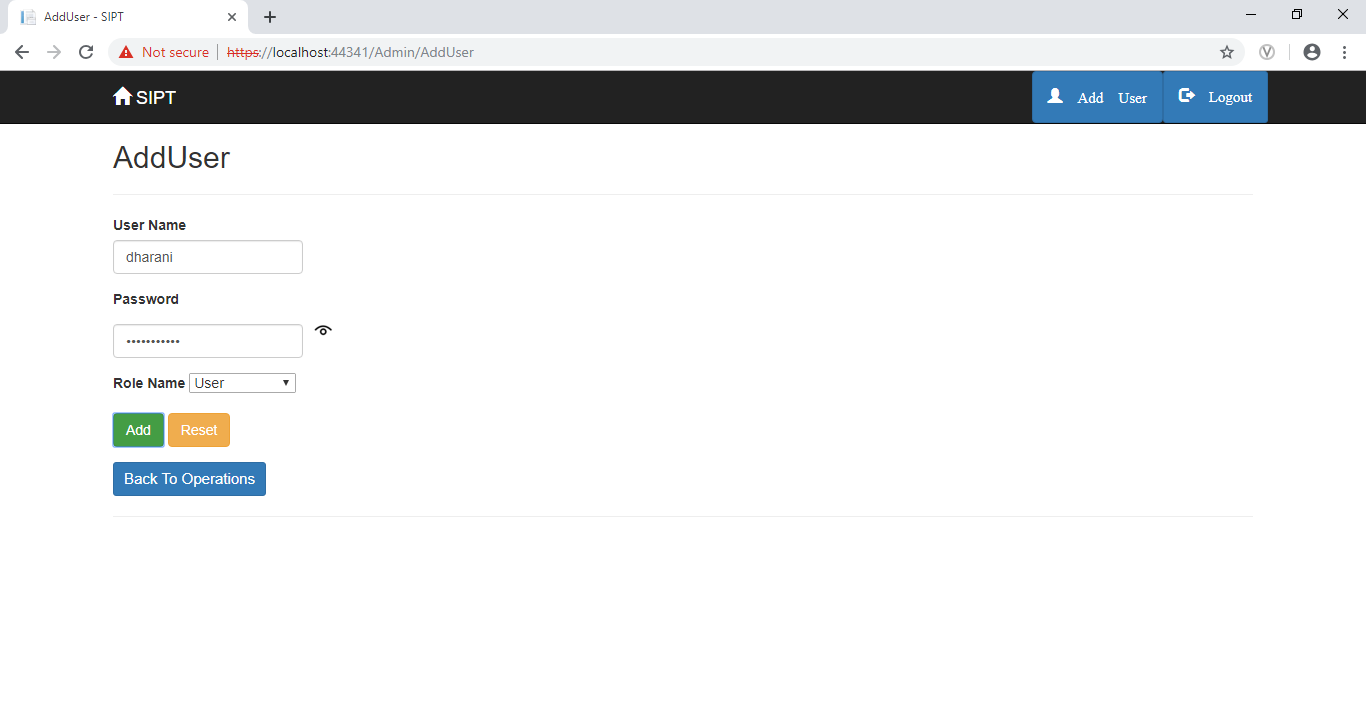 AddUser - SIPT
Not secure https://localhost:44341/Admin/AddUser
SIPT Add User Logout
AddUser
User Name
dharani
Password
•••••••••••
Role Name User
Add Reset
Back To Operations